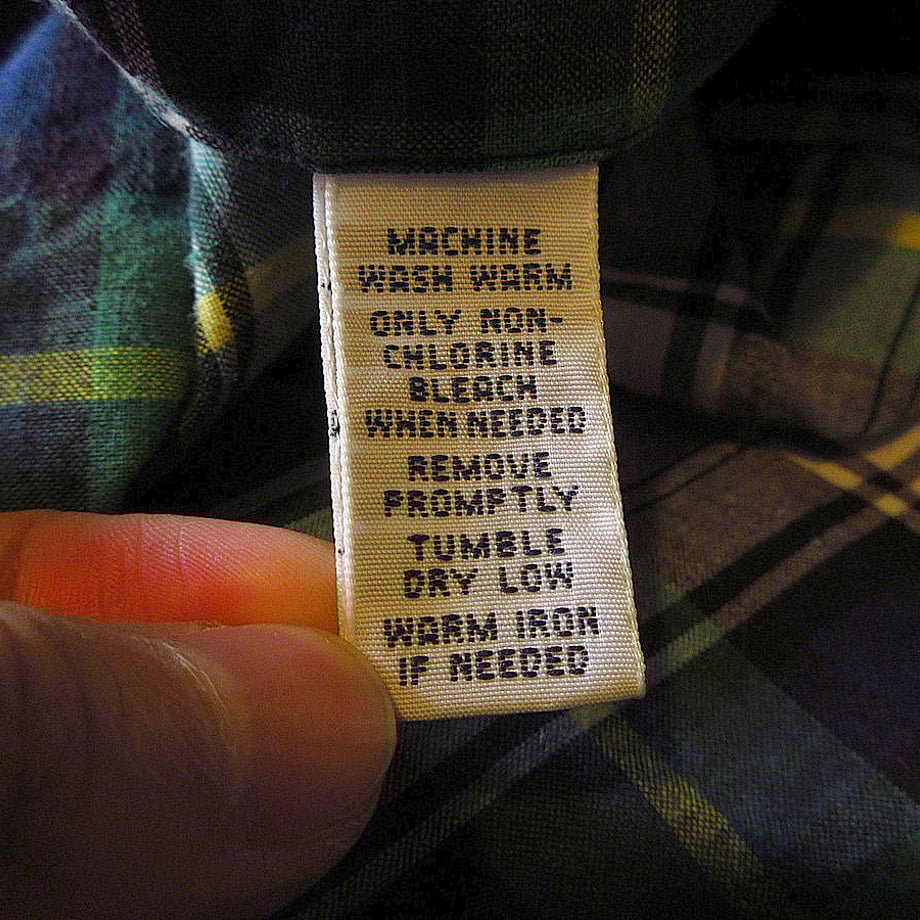 MACHINE
WASH WARM
ONLY NON-
CHLORINE
BLEACH
WHEN NEEDED
REMOVE
PROMPTLY
TUMBLE
DRY LOW
WARM IRON
IF NEEDED